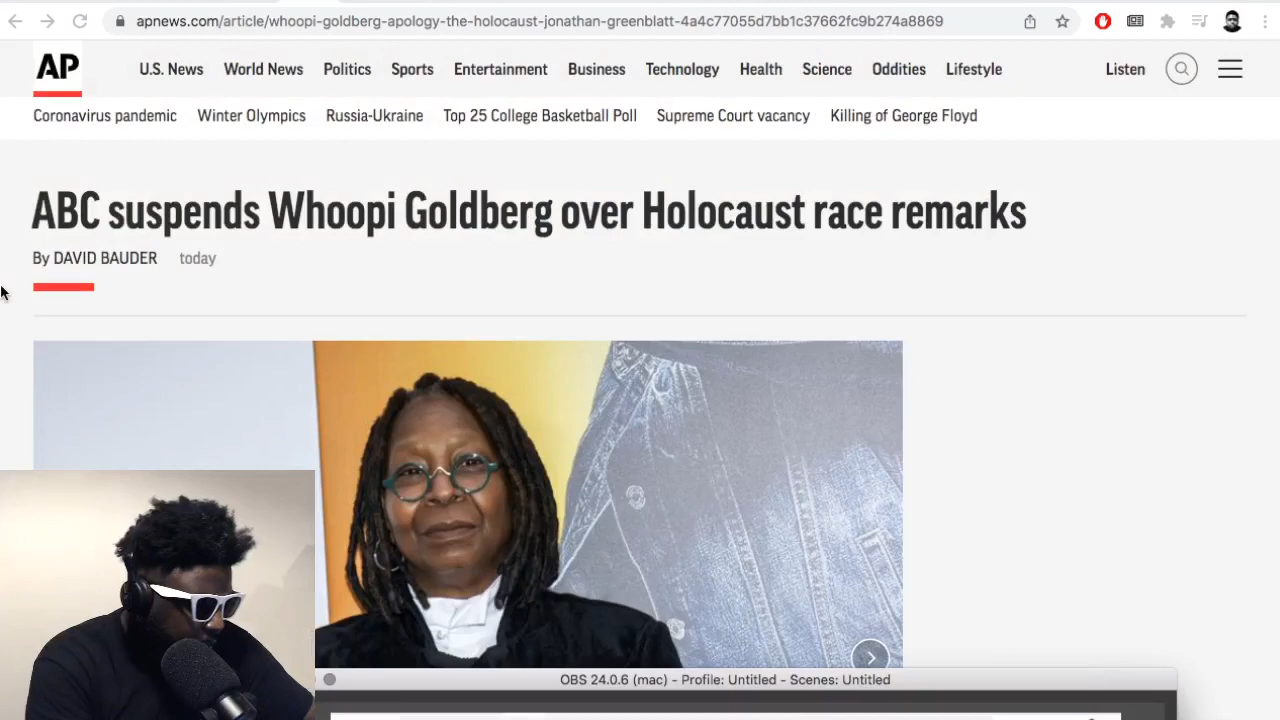 apnews.com/article/whoopi-goldberg-apology-the-holocaust-jonathan-greenblatt-4a4c77055d7bb1c37662fc9b274a8869
AP U.S. News World News Politics Sports Entertainment Business Technology Health Science Oddities Lifestyle Listen
Coronavirus pandemic Winter Olympics Russia-Ukraine Top 25 College Basketball Poll Supreme Court vacancy Killing of George Floyd
ABC suspends Whoopi Goldberg over Holocaust race remarks
By DAVID BAUDER today
OBS 24.0.6 (mac) - Profile: Untitled - Scenes: Untitled